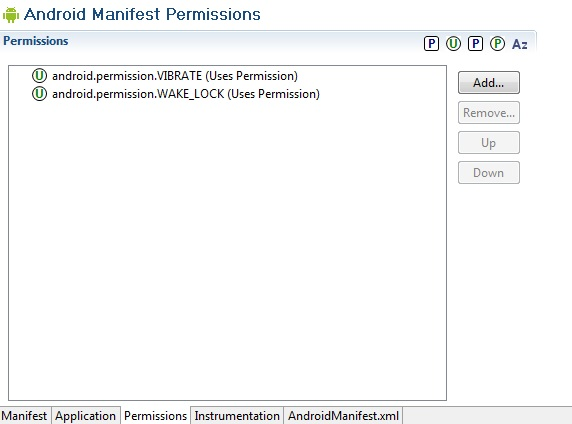 Android Manifest Permissions
Permissions
P U P P Az
U android.permission.VIBRATE (Uses Permission)
U android.permission.WAKE_LOCK (Uses Permission)
Add...
Remove...
Up
Down
Manifest Application Permissions Instrumentation AndroidManifest.xml